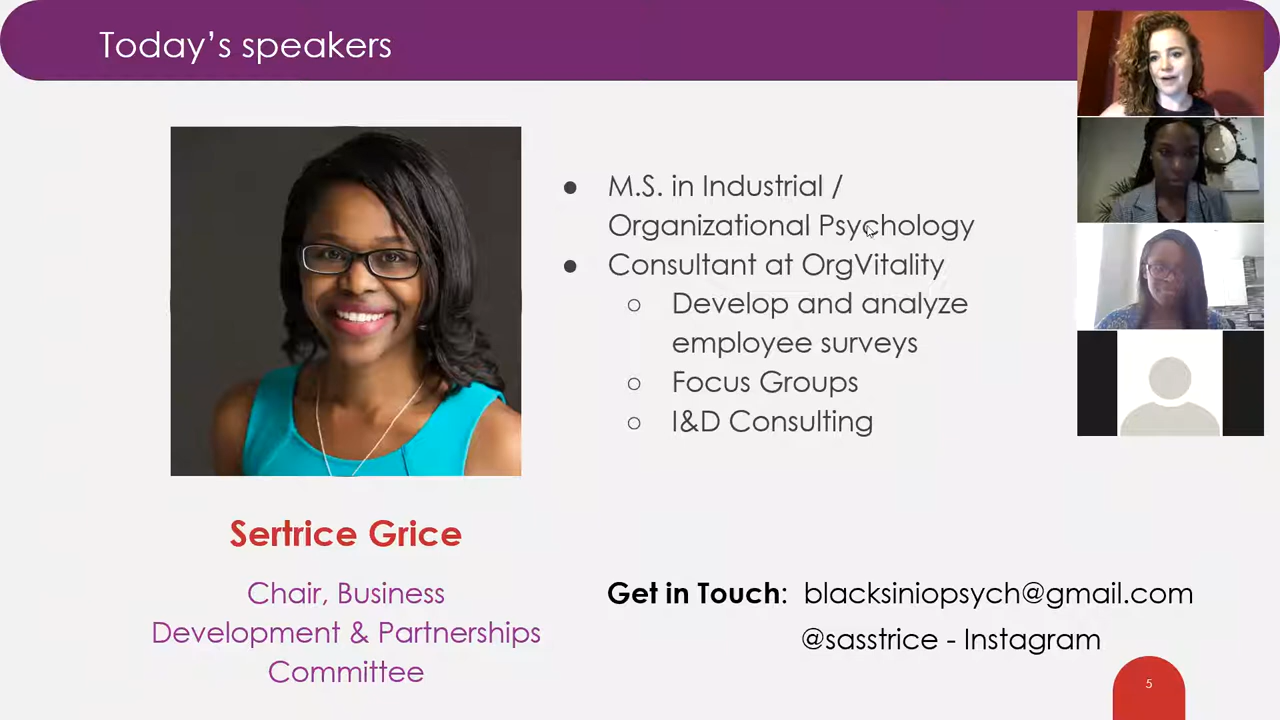 Today's speakers
● M.S. in Industrial /
Organizational Psychology
● Consultant at OrgVitality
○ Develop and analyze
employee surveys
○ Focus Groups
○ I&D Consulting
Sertrice Grice
Chair, Business
Development & Partnerships
Committee
Get in Touch: blacksiniopsych@gmail.com
@sasstrice - Instagram
5